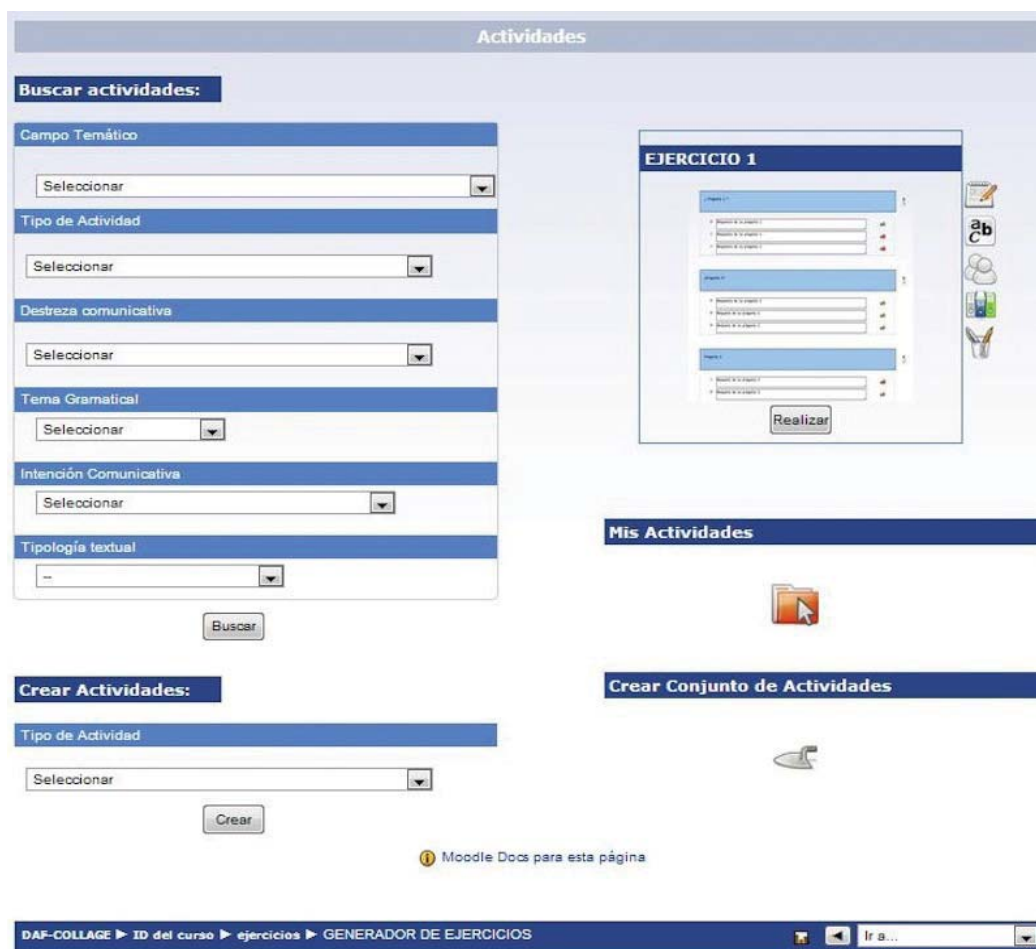 Actividades
Buscar actividades:
Campo Temático
Seleccionar
Tipo de Actividad
Seleccionar
Destreza comunicativa
Seleccionar
Tema Gramatical
Seleccionar
Intención Comunicativa
Seleccionar
Tipología textual
--
Buscar
Crear Actividades:
Tipo de Actividad
Seleccionar
Crear
EJERCICIO 1
Realizar
Mis Actividades
Crear Conjunto de Actividades
Moodle Docs para esta página
DAF-COLLAGE ► ID del curso ► ejercicios ► GENERADOR DE EJERCICIOS
Ir a...